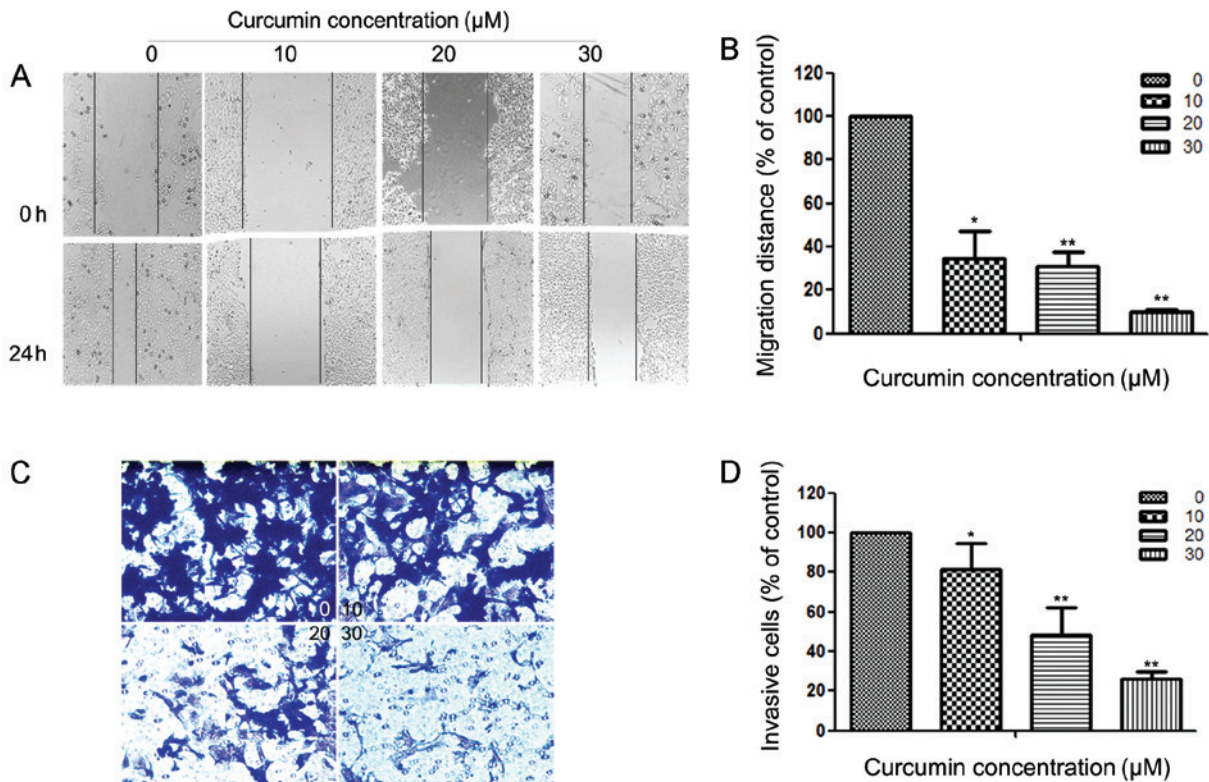 Curcumin concentration (µM)
0 10 20 30
A
0 h
24 h
B
Migration distance (% of control)
120
100
80
60
40
20
0
*
**
**
0
10
20
30
Curcumin concentration (µM)
C
0 10
20 30
D
Invasive cells (% of control)
120
100
80
60
40
20
0
*
**
**
0
10
20
30
Curcumin concentration (µM)